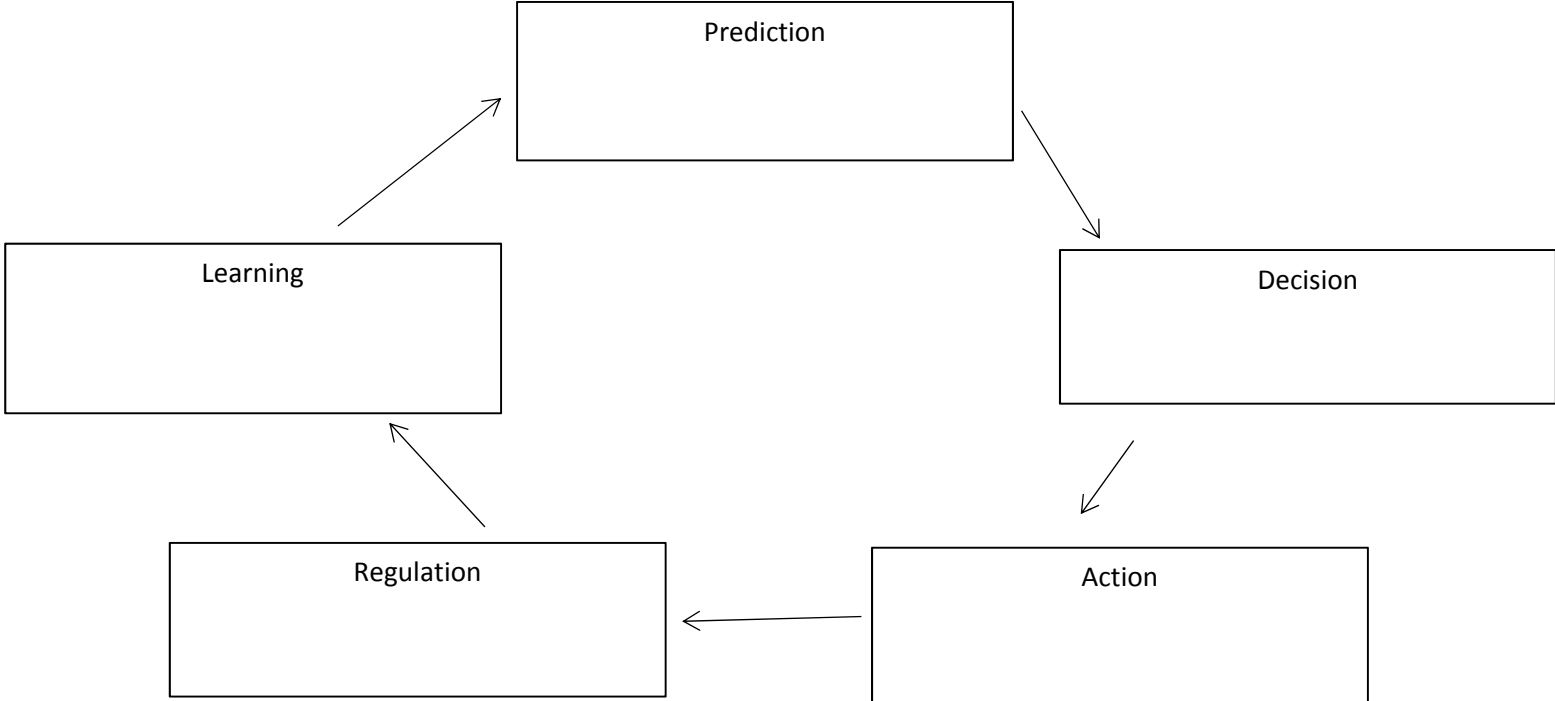 Prediction
Learning
Decision
Regulation
Action